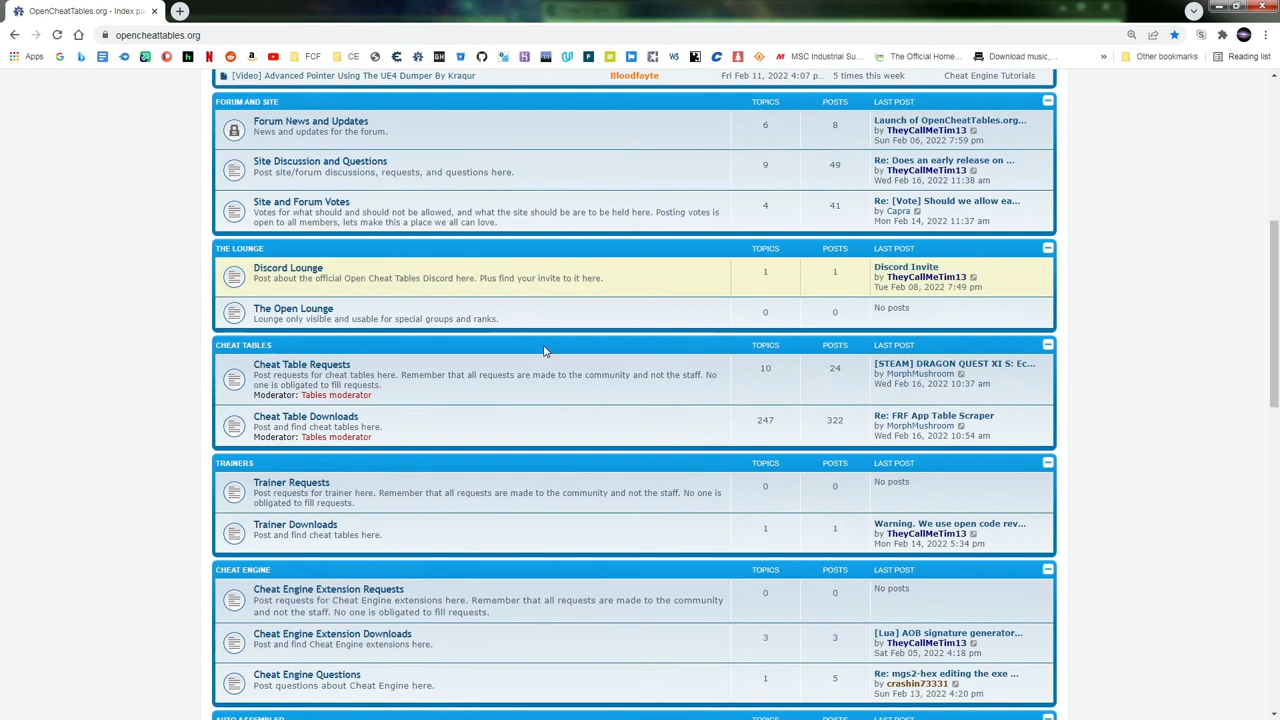 OpenCheatTables.org - Index pa
opencheattables.org
Apps
FCF
CE
MSC Industrial Su...
The Official Home...
Download music,...
Other bookmarks
Reading list
[Video] Advanced Pointer Using The UE4 Dumper By Kraqur
Bloodfayte
Fri Feb 11, 2022 4:07 p...
5 times this week
Cheat Engine Tutorials
FORUM AND SITE TOPICS POSTS LAST POST
Forum News and Updates
News and updates for the forum.
6 8
Launch of OpenCheatTables.org...
by TheyCallMeTim13
Sun Feb 06, 2022 7:59 pm
Site Discussion and Questions
Post site/forum discussions, requests, and questions here.
9 49
Re: Does an early release on ...
by TheyCallMeTim13
Wed Feb 16, 2022 11:38 am
Site and Forum Votes
Votes for what should and should not be allowed, and what the site should be are to be held here. Posting votes is
open to all members, lets make this a place we all can love.
4 41
Re: [Vote] Should we allow ea...
by Capra
Mon Feb 14, 2022 11:37 am
THE LOUNGE TOPICS POSTS LAST POST
Discord Lounge
Post about the official Open Cheat Tables Discord here. Plus find your invite to it here.
1 1
Discord Invite
by TheyCallMeTim13
Tue Feb 08, 2022 7:49 pm
The Open Lounge
Lounge only visible and usable for special groups and ranks.
0 0
No posts
CHEAT TABLES TOPICS POSTS LAST POST
Cheat Table Requests
Post requests for cheat tables here. Remember that all requests are made to the community and not the staff. No
one is obligated to fill requests.
Moderator: Tables moderator
10 24
[STEAM] DRAGON QUEST XI S: Ec...
by MorphMushroom
Wed Feb 16, 2022 10:37 am
Cheat Table Downloads
Post and find cheat tables here.
Moderator: Tables moderator
247 322
Re: FRF App Table Scraper
by MorphMushroom
Wed Feb 16, 2022 10:54 am
TRAINERS TOPICS POSTS LAST POST
Trainer Requests
Post requests for trainer here. Remember that all requests are made to the community and not the staff. No one is
obligated to fill requests.
0 0
No posts
Trainer Downloads
Post and find cheat tables here.
1 1
Warning. We use open code rev...
by TheyCallMeTim13
Mon Feb 14, 2022 5:34 pm
CHEAT ENGINE TOPICS POSTS LAST POST
Cheat Engine Extension Requests
Post requests for Cheat Engine extensions here. Remember that all requests are made to the community
and not the staff. No one is obligated to fill requests.
0 0
No posts
Cheat Engine Extension Downloads
Post and find Cheat Engine extensions here.
3 3
[Lua] AOB signature generator...
by TheyCallMeTim13
Sat Feb 05, 2022 4:18 pm
Cheat Engine Questions
Post questions about Cheat Engine here.
1 5
Re: mgs2-hex editing the exe ...
by crashin73331
Sun Feb 13, 2022 4:20 pm